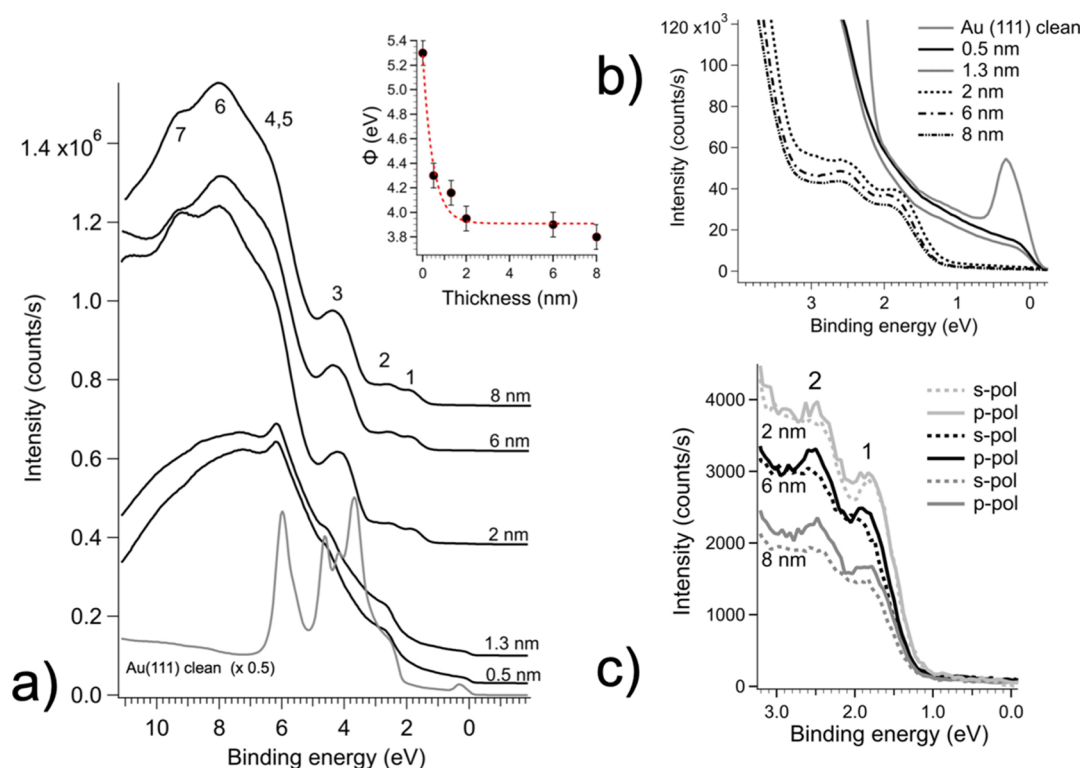 a)
Intensity (counts/s)
1.4 x10⁶
1.2
1.0
0.8
0.6
0.4
0.2
0.0
10 8 6 4 2 0
Binding energy (eV)
7
6
4,5
3
2
1
8 nm
6 nm
2 nm
1.3 nm
0.5 nm
Au(111) clean (x 0.5)
Φ (eV)
5.4
5.2
5.0
4.8
4.6
4.4
4.2
4.0
3.8
0 2 4 6 8
Thickness (nm)
b)
Intensity (counts/s)
120 x10³
100
80
60
40
20
0
3 2 1 0
Binding energy (eV)
Au (111) clean
0.5 nm
1.3 nm
2 nm
6 nm
8 nm
c)
Intensity (counts/s)
4000
3000
2000
1000
0
3.0 2.0 1.0 0.0
Binding energy (eV)
2
1
2 nm
6 nm
8 nm
s-pol
p-pol
s-pol
p-pol
s-pol
p-pol